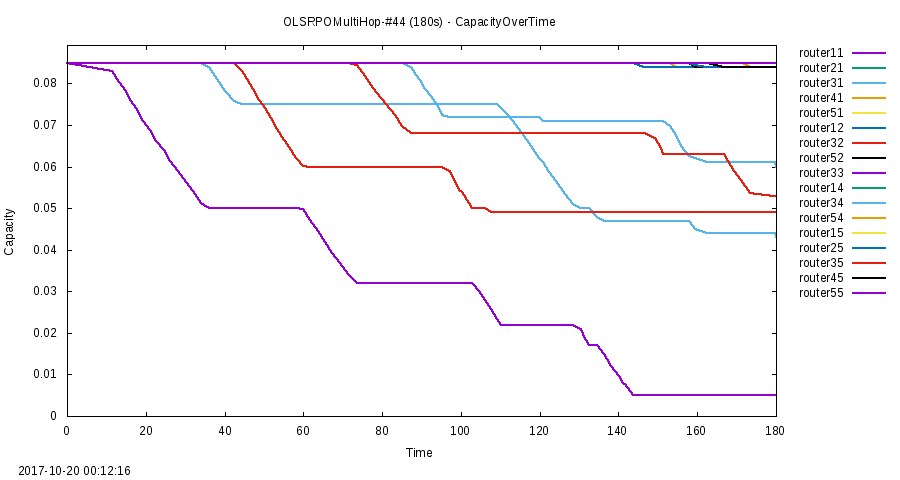 OLSRPOMultiHop-#44 (180s) - CapacityOverTime
router11
router21
router31
router41
router51
router12
router32
router52
router33
router14
router34
router54
router15
router25
router35
router45
router55
Capacity
0.08
0.07
0.06
0.05
0.04
0.03
0.02
0.01
0
0 20 40 60 80 100 120 140 160 180
Time
2017-10-20 00:12:16